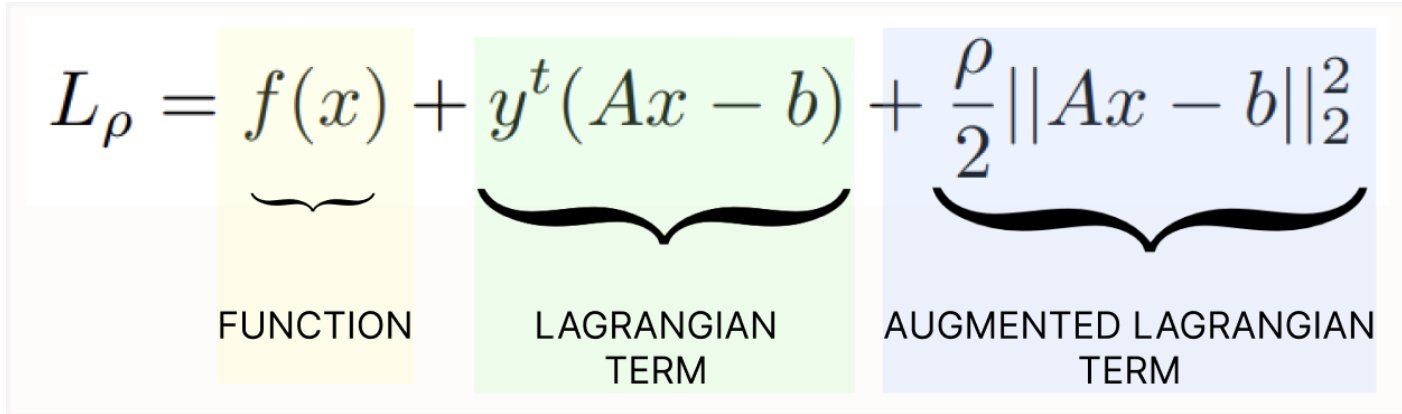 L_ρ = f(x) + y^t(Ax − b) + ρ/2 ||Ax − b||_2^2
FUNCTION
LAGRANGIAN
TERM
AUGMENTED LAGRANGIAN
TERM